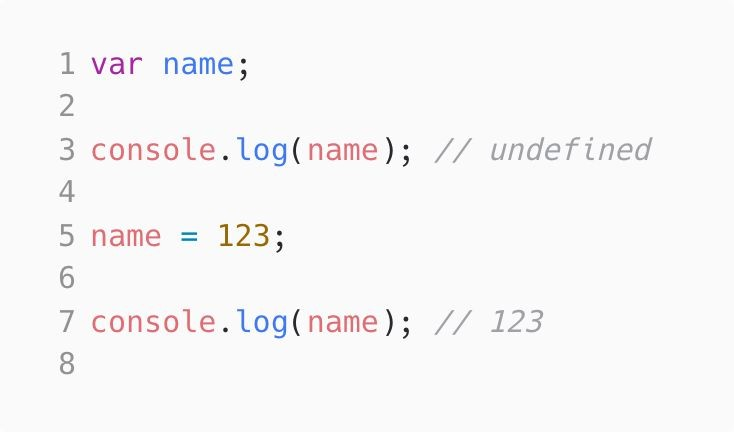 1 var name;
2
3 console.log(name); // undefined
4
5 name = 123;
6
7 console.log(name); // 123
8